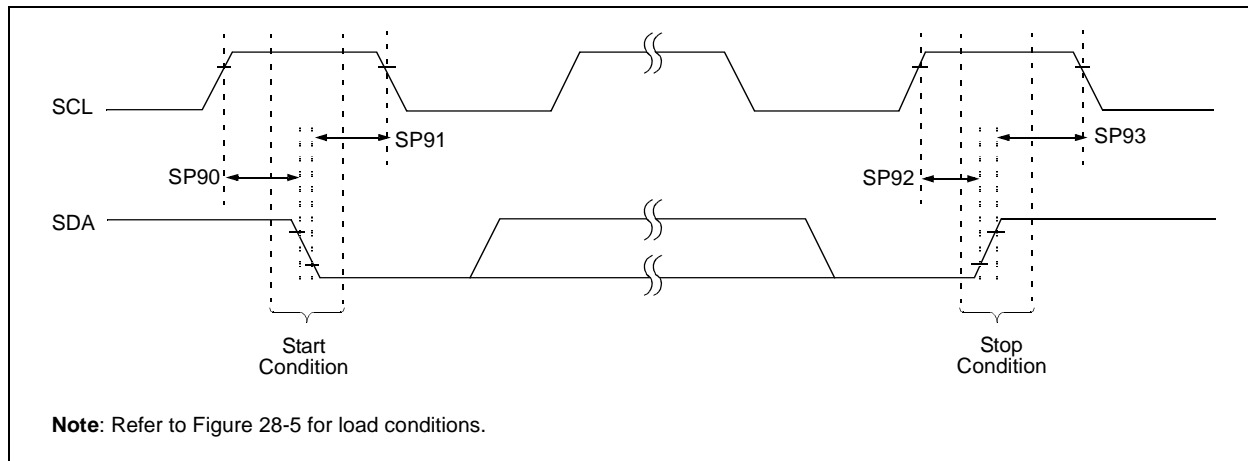 SCL
SP91
SP93
SP90
SP92
SDA
Start
Condition
Stop
Condition
Note: Refer to Figure 28-5 for load conditions.